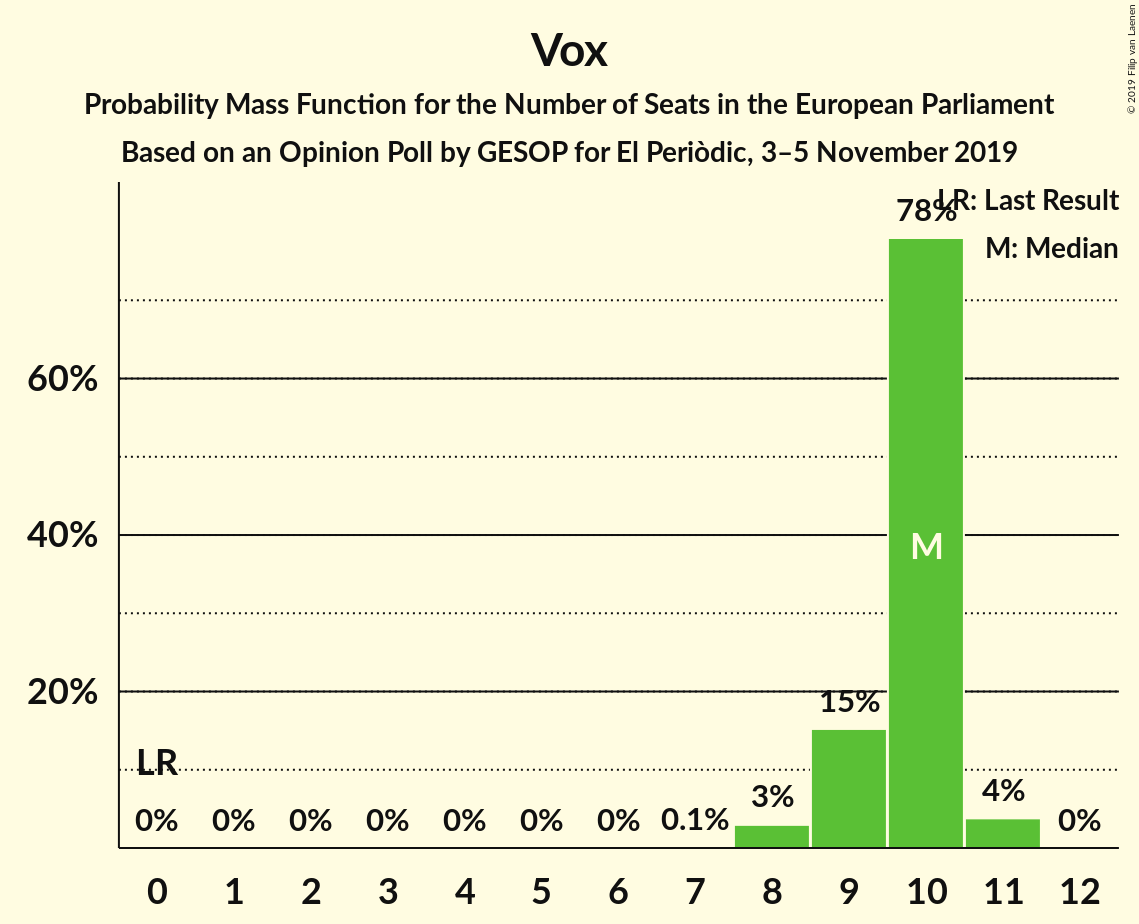 Vox
Probability Mass Function for the Number of Seats in the European Parliament
Based on an Opinion Poll by GESOP for El Periòdic, 3–5 November 2019
© 2019 Filip van Laenen
LR: Last Result
M: Median
78%
60%
40%
M
20%
15%
LR
3%
4%
0% 0% 0% 0% 0% 0% 0% 0.1% 0%
0 1 2 3 4 5 6 7 8 9 10 11 12